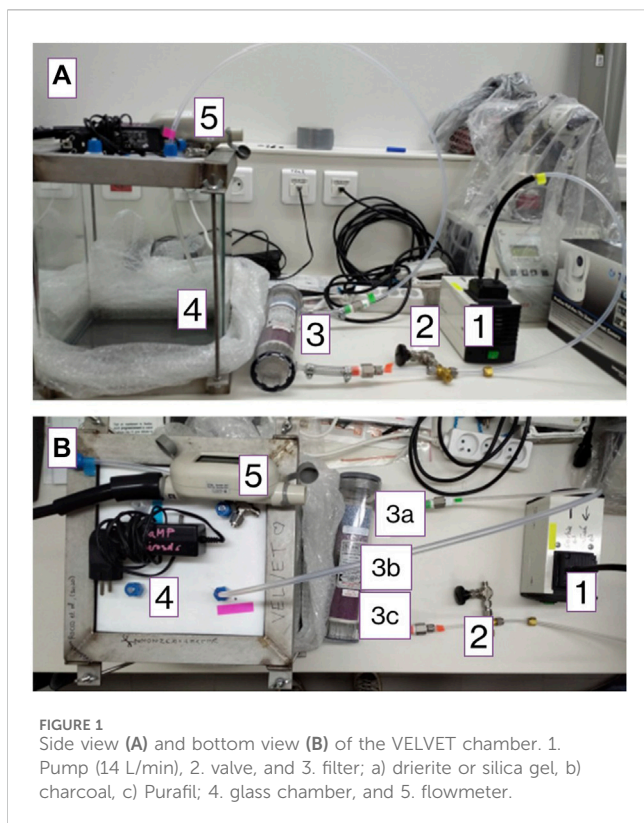 A
5
4
3
2
1
B
5
3a
VELVET
3b
4
1
3c
2
FIGURE 1
Side view (A) and bottom view (B) of the VELVET chamber. 1.
Pump (14 L/min), 2. valve, and 3. filter; a) drierite or silica gel, b)
charcoal, c) Purafil; 4. glass chamber, and 5. flowmeter.